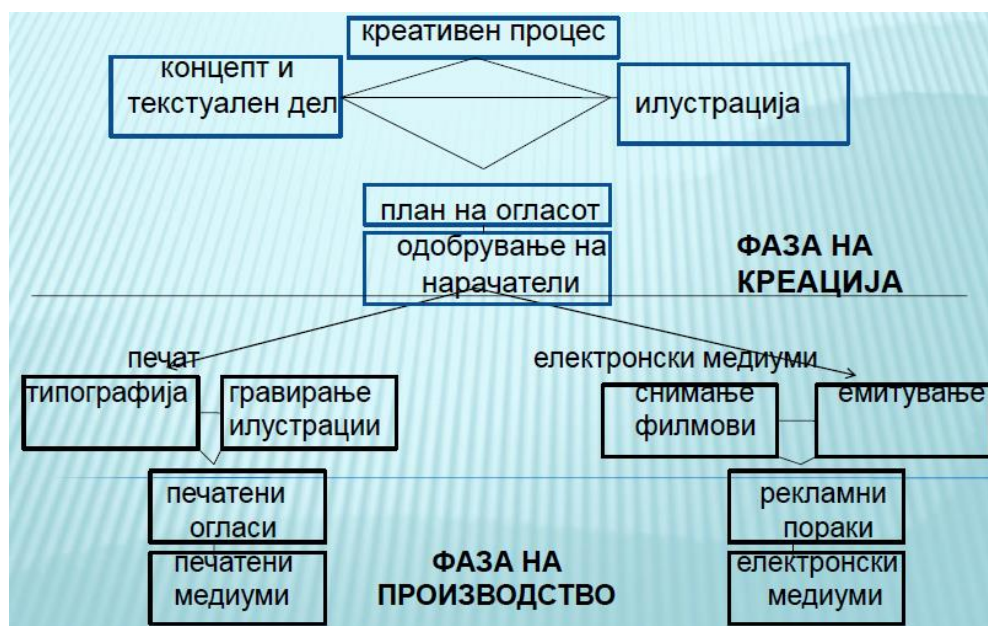 креативен процес
концепт и
текстуален дел
илустрација
план на огласот
одобрување на
нарачатели
ФАЗА НА
КРЕАЦИЈА
печат
електронски медиуми
типографија
гравирање
илустрации
снимање
филмови
емитување
печатени
огласи
рекламни
пораки
печатени
медиуми
ФАЗА НА
ПРОИЗВОДСТВО
електронски
медиуми